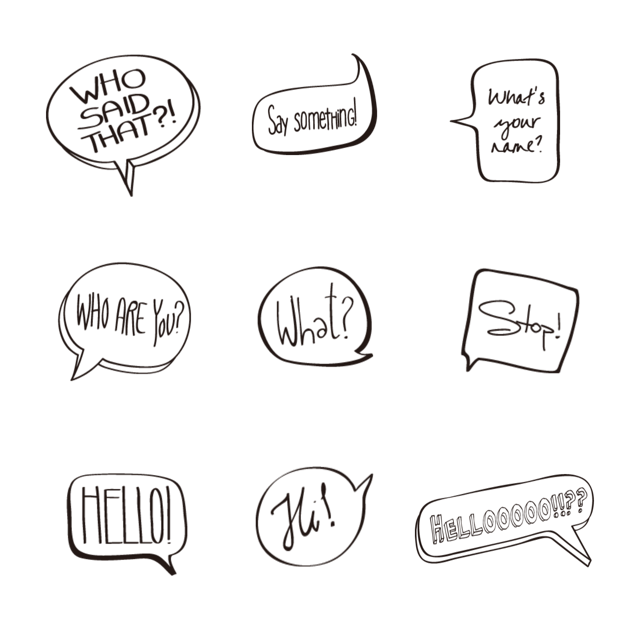 WHO
SAID
THAT?!
Say something!
What's
your
name?
WHO ARE YOU?
What?
Stop!
HELLO!
Hi!
HELLOOOOO!!??